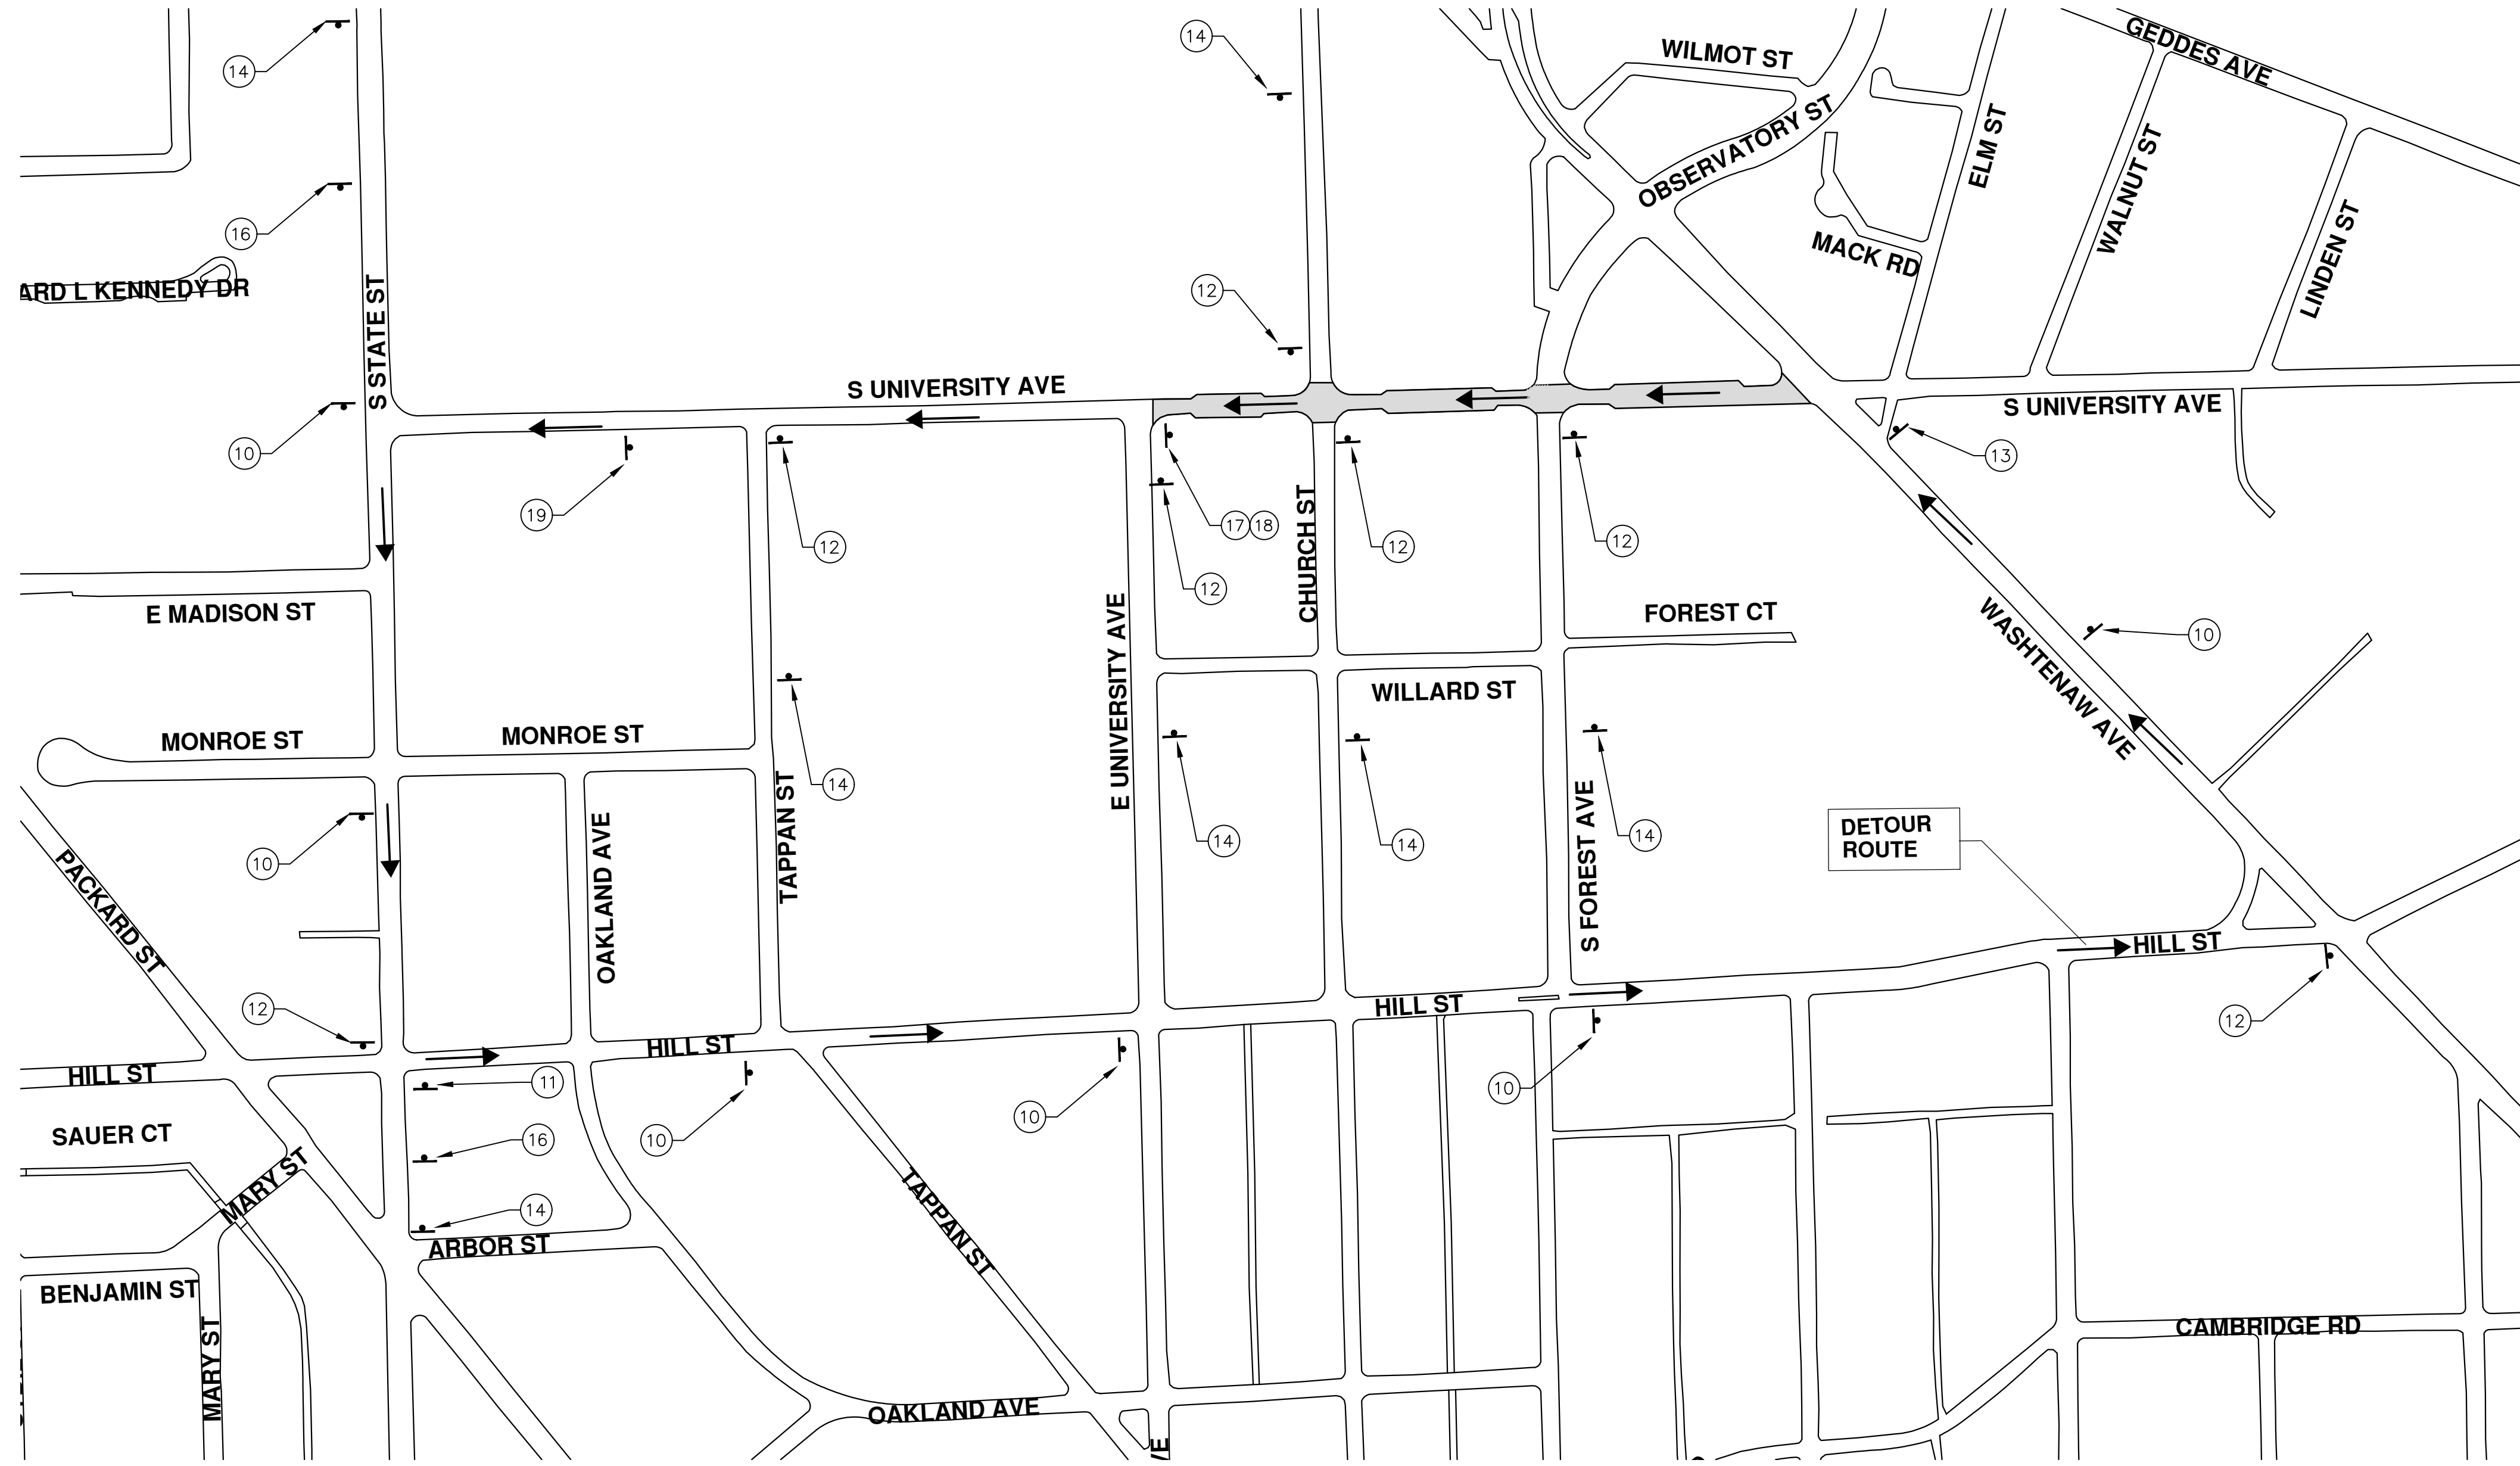 14
14
WILMOT ST
GEDDES AVE
OBSERVATORY ST
ELM ST
WALNUT ST
LINDEN ST
16
MACK RD
ARD L KENNEDY DR
12
S STATE ST
S UNIVERSITY AVE
S UNIVERSITY AVE
10
13
19
17 18
12
12
12
12
CHURCH ST
E MADISON ST
FOREST CT
E UNIVERSITY AVE
WASHTENAW AVE
10
WILLARD ST
MONROE ST
MONROE ST
14
TAPPAN ST
14
14
14
S FOREST AVE
DETOUR
ROUTE
10
OAKLAND AVE
PACKARD ST
HILL ST
12
12
HILL ST
HILL ST
HILL ST
11
10
10
10
SAUER CT
16
MARY ST
14
TAPPAN ST
ARBOR ST
BENJAMIN ST
MARY ST
CAMBRIDGE RD
OAKLAND AVE
VE